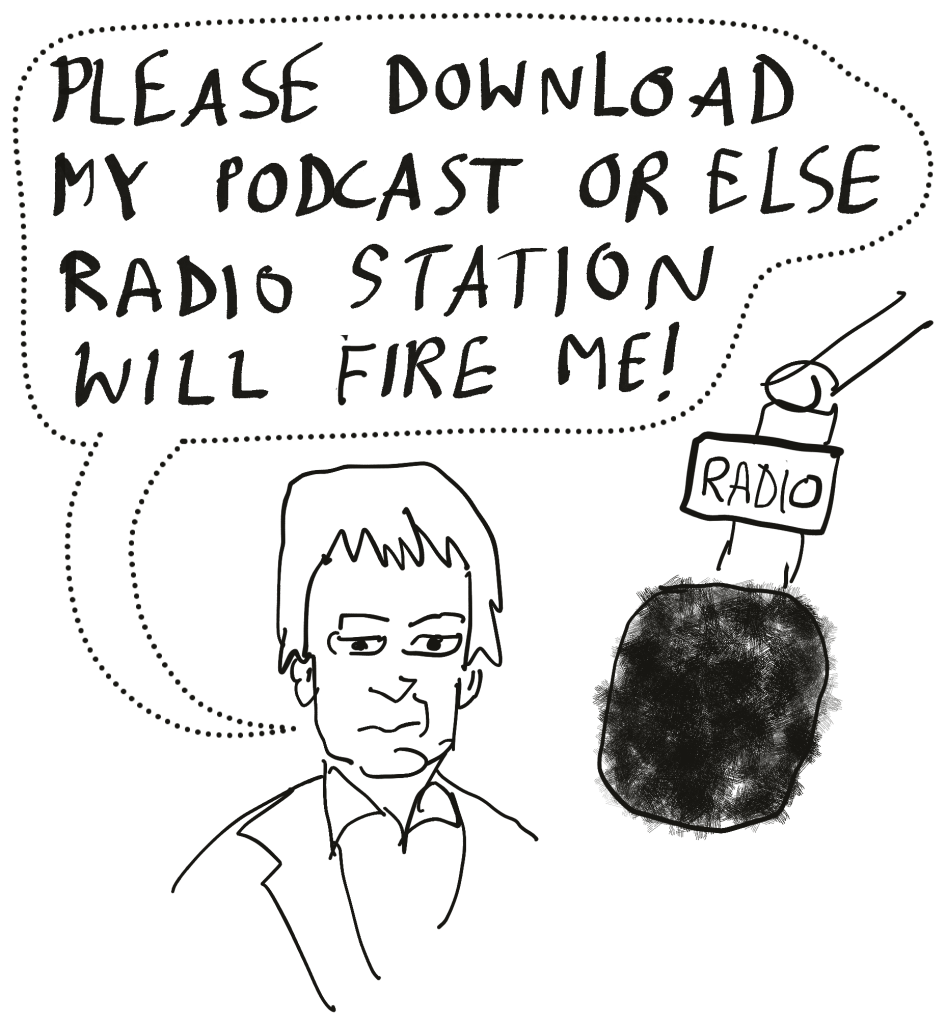 PLEASE DOWNLOAD
MY PODCAST OR ELSE
RADIO STATION
WILL FIRE ME!
RADIO